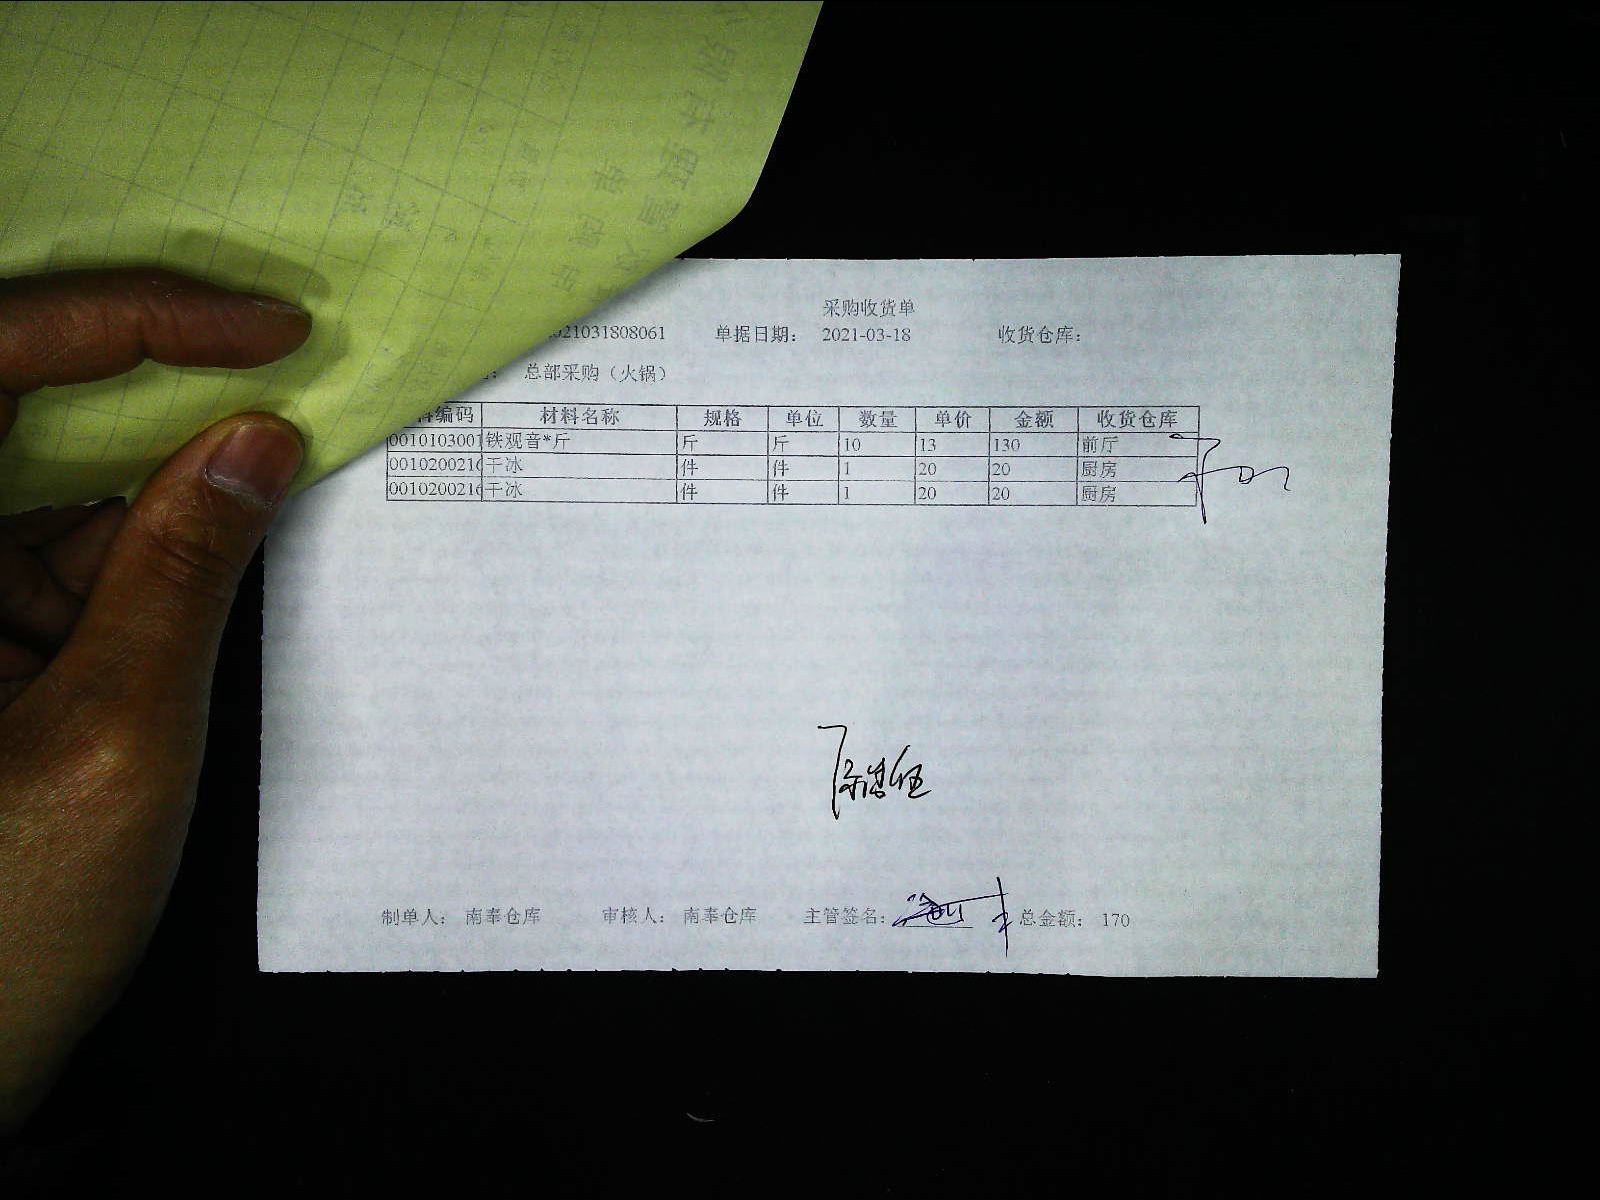 采购收货单
021031808061 单据日期： 2021-03-18 收货仓库：
总部采购（火锅）
编码 材料名称 规格 单位 数量 单价 金额 收货仓库
0010103001 铁观音*斤 斤 斤 10 13 130 前厅
001020021 干冰 件 件 1 20 20 厨房
001020021 干冰 件 件 1 20 20 厨房
制单人： 南奉仓库 审核人： 南奉仓库 主管签名： 总金额： 170